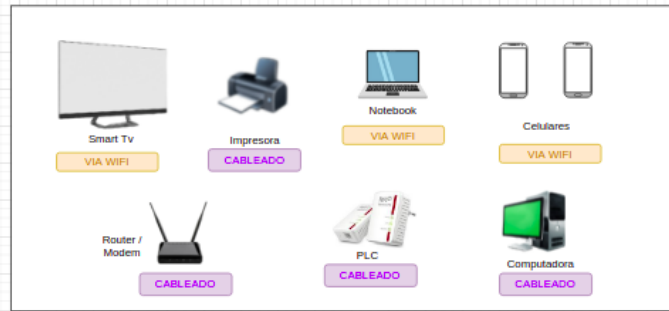 Smart Tv
VIA WIFI
Impresora
CABLEADO
Notebook
VIA WIFI
Celulares
VIA WIFI
Router /
Modem
CABLEADO
PLC
CABLEADO
Computadora
CABLEADO